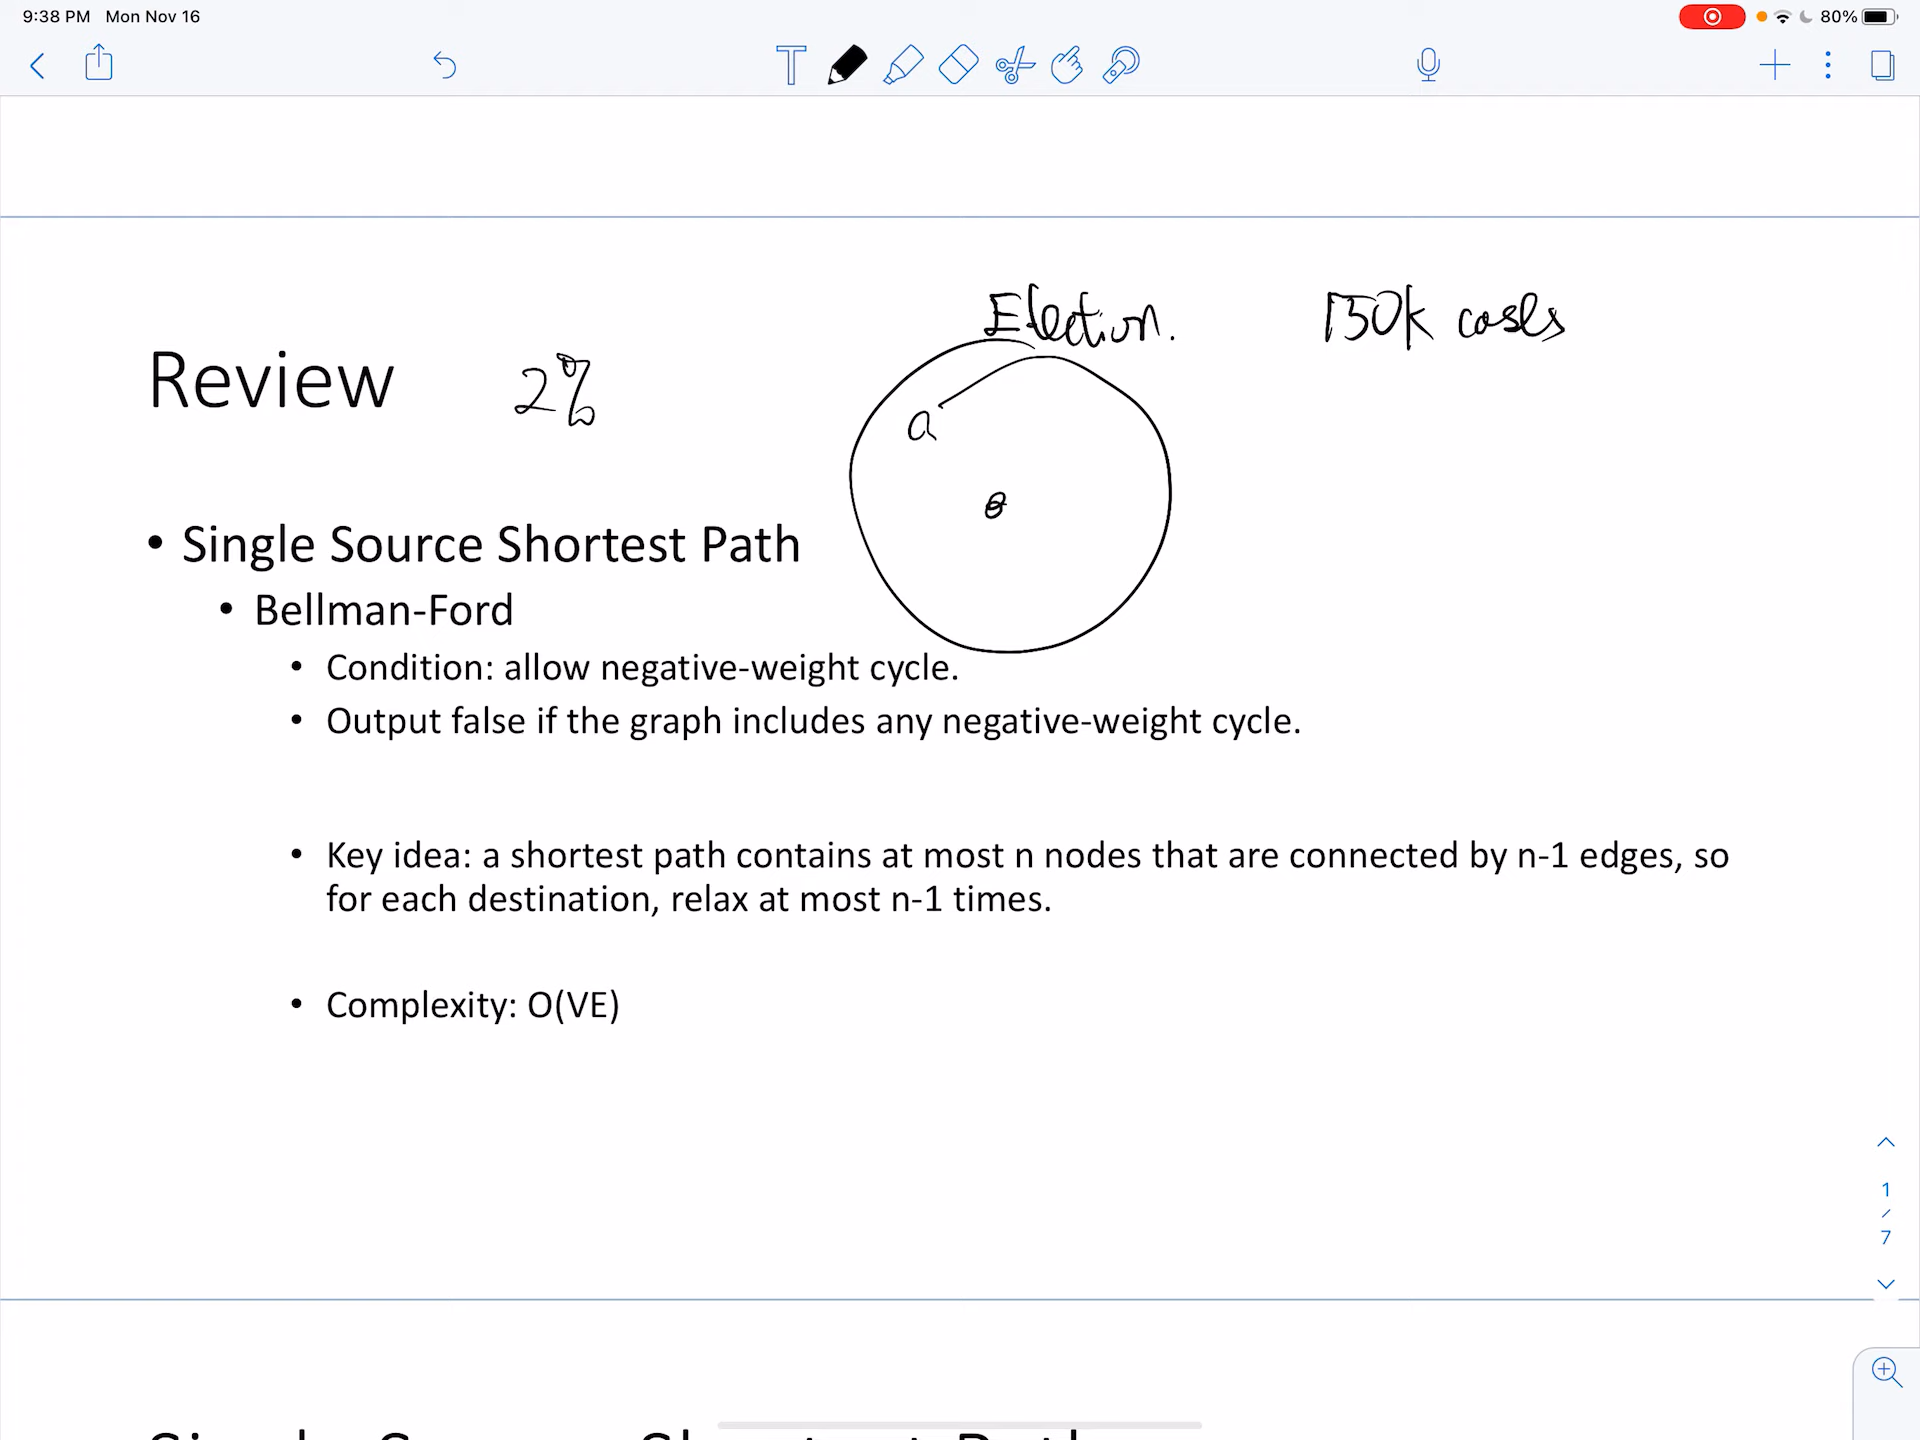 9:38 PM Mon Nov 16
80%
T
Election. 150k cases
Review 2%
a
• Single Source Shortest Path
• Bellman-Ford
• Condition: allow negative-weight cycle.
• Output false if the graph includes any negative-weight cycle.
• Key idea: a shortest path contains at most n nodes that are connected by n-1 edges, so
for each destination, relax at most n-1 times.
• Complexity: O(VE)
1
/
7